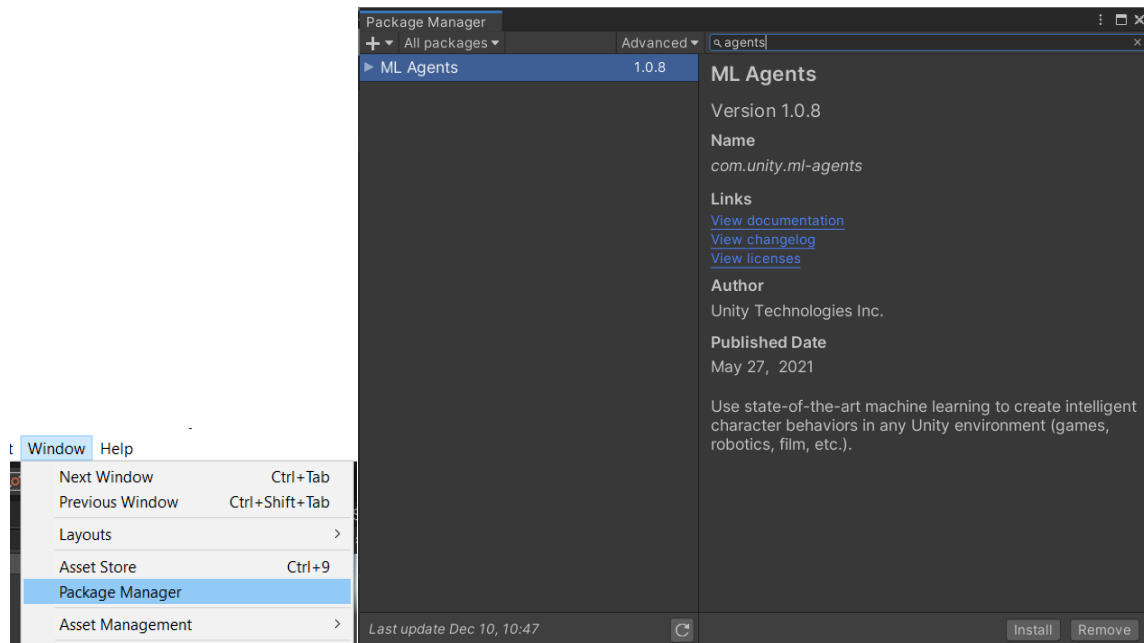 t Window Help
Next Window Ctrl+Tab
Previous Window Ctrl+Shift+Tab
Layouts >
Asset Store Ctrl+9
Package Manager
Asset Management >
Package Manager
+ All packages Advanced agents ×
ML Agents 1.0.8
ML Agents
Version 1.0.8
Name
com.unity.ml-agents
Links
View documentation
View changelog
View licenses
Author
Unity Technologies Inc.
Published Date
May 27, 2021
Use state-of-the-art machine learning to create intelligent
character behaviors in any Unity environment (games,
robotics, film, etc.).
Last update Dec 10, 10:47
Install Remove